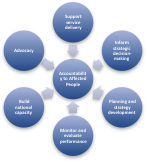 Support
service
delivery
Inform
strategic
decision-
making
Planning and
strategy
development
Monitor and
evaluate
performance
Build
national
capacity
Advocacy
Accountabilit
y to Affected
People